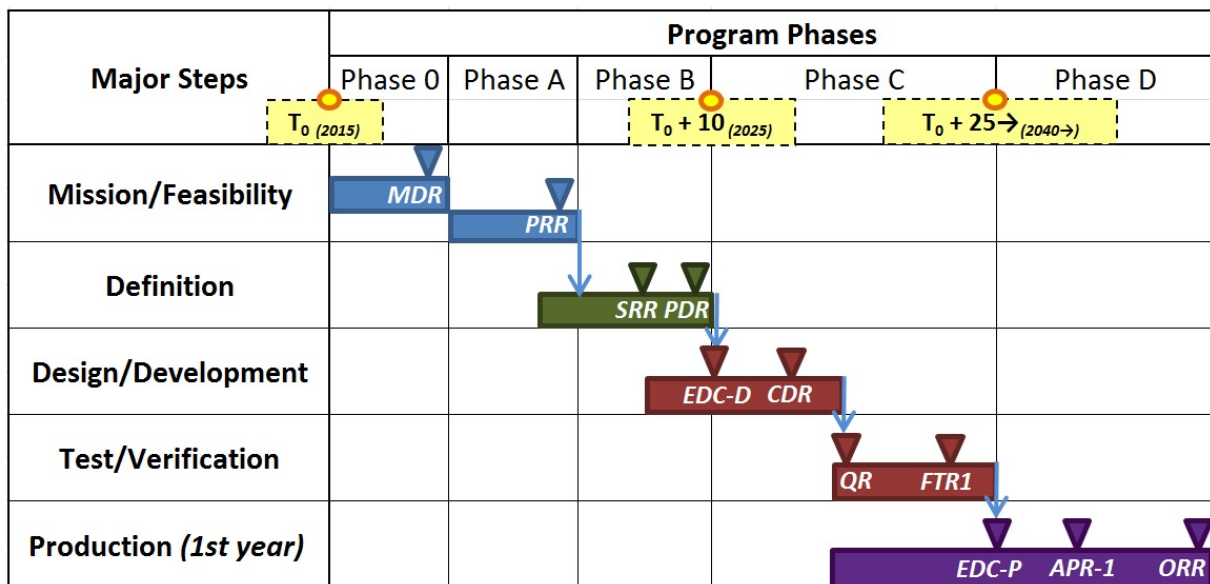 Major Steps
Program Phases
Phase 0 Phase A Phase B Phase C Phase D
T0 (2015) T0 + 10 (2025) T0 + 25→ (2040→)
Mission/Feasibility
MDR
PRR
Definition
SRR PDR
Design/Development
EDC-D CDR
Test/Verification
QR FTR1
Production (1st year)
EDC-P APR-1 ORR